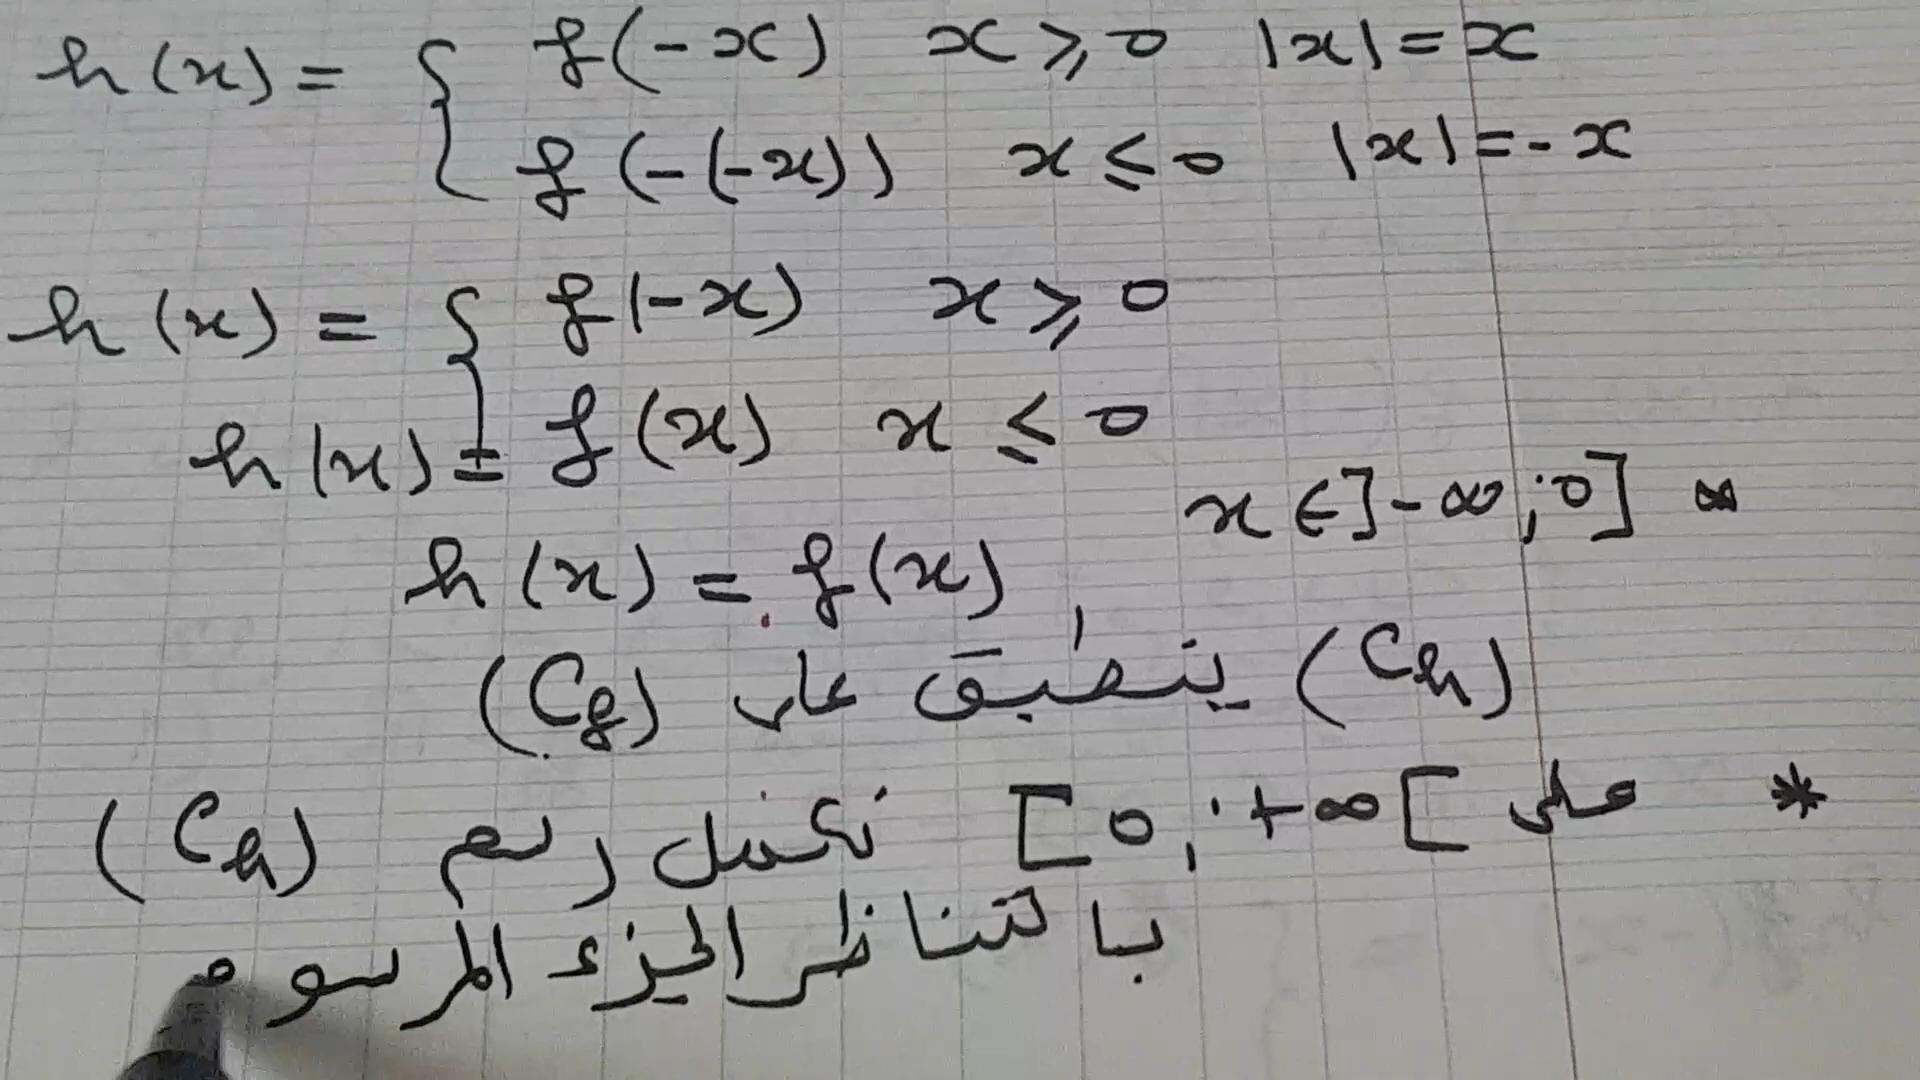 h(x) = { f(-x) x ⩾ 0 |x| = x
f(-(-x)) x ≤ 0 |x| = -x
h(x) = { f(-x) x ⩾ 0
h(x) = f(x) x ≤ 0
x ∈ ]-∞ ; 0] *
h(x) = f(x)
(Ch) ينطبق على (Cf)
* على [0 ; +∞[ نكمل رسم (Ch)
بالتناظر الجزء المرسوم